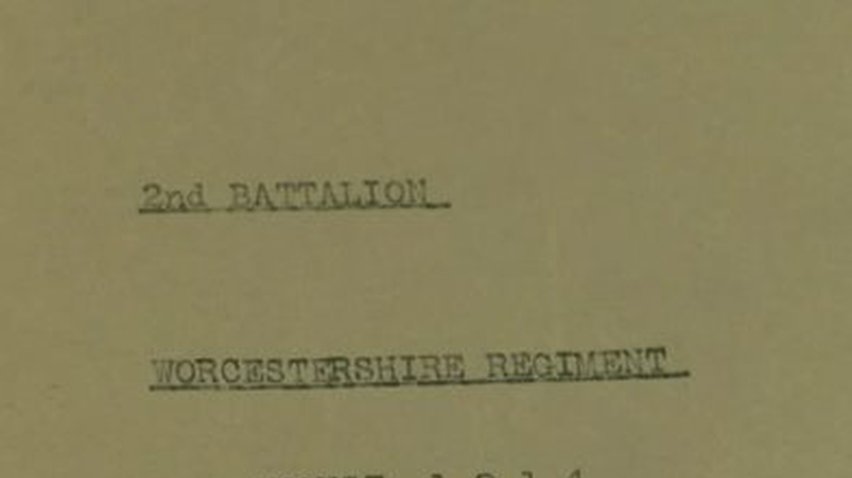 2nd BATTALION
WORCESTERSHIRE REGIMENT